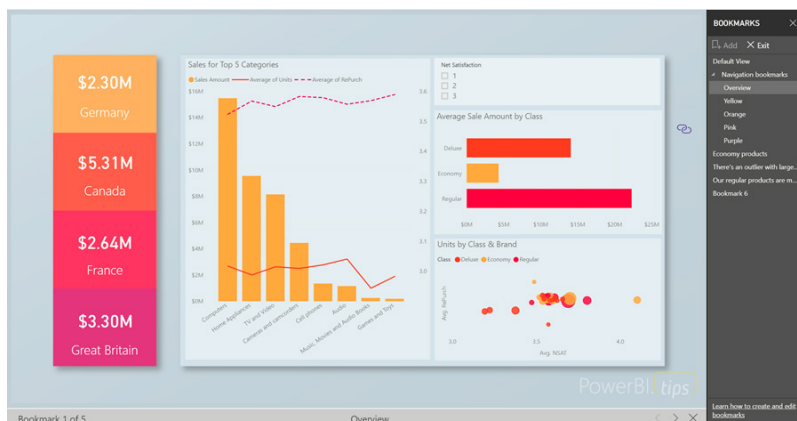 $2.30M
Germany
$5.31M
Canada
$2.64M
France
$3.30M
Great Britain
Sales for Top 5 Categories
Sales Amount Average of Units Average of RePurch
$16M
$14M
$12M
$10M
$8M
$6M
$4M
$2M
$0M
3.6
3.5
3.4
3.3
3.2
3.1
3.0
Computers
Home Appliances
TV and Video
Cameras and camcorders
Cell phones
Audio
Music, Movies and Audio Books
Games and Toys
Net Satisfaction
1
2
3
Average Sale Amount by Class
Deluxe
Economy
Regular
$0M $5M $10M $15M $20M $25M
Units by Class & Brand
Class Deluxe Economy Regular
Avg. RePurch
3.0 3.5 4.0
Avg. NSAT
PowerBI.tips
Bookmark 1 of 5
Overview
BOOKMARKS
Add Exit
Default View
Navigation bookmarks
Overview
Yellow
Orange
Pink
Purple
Economy products
There's an outlier with large...
Our regular products are m...
Bookmark 6
Learn how to create and edit
bookmarks